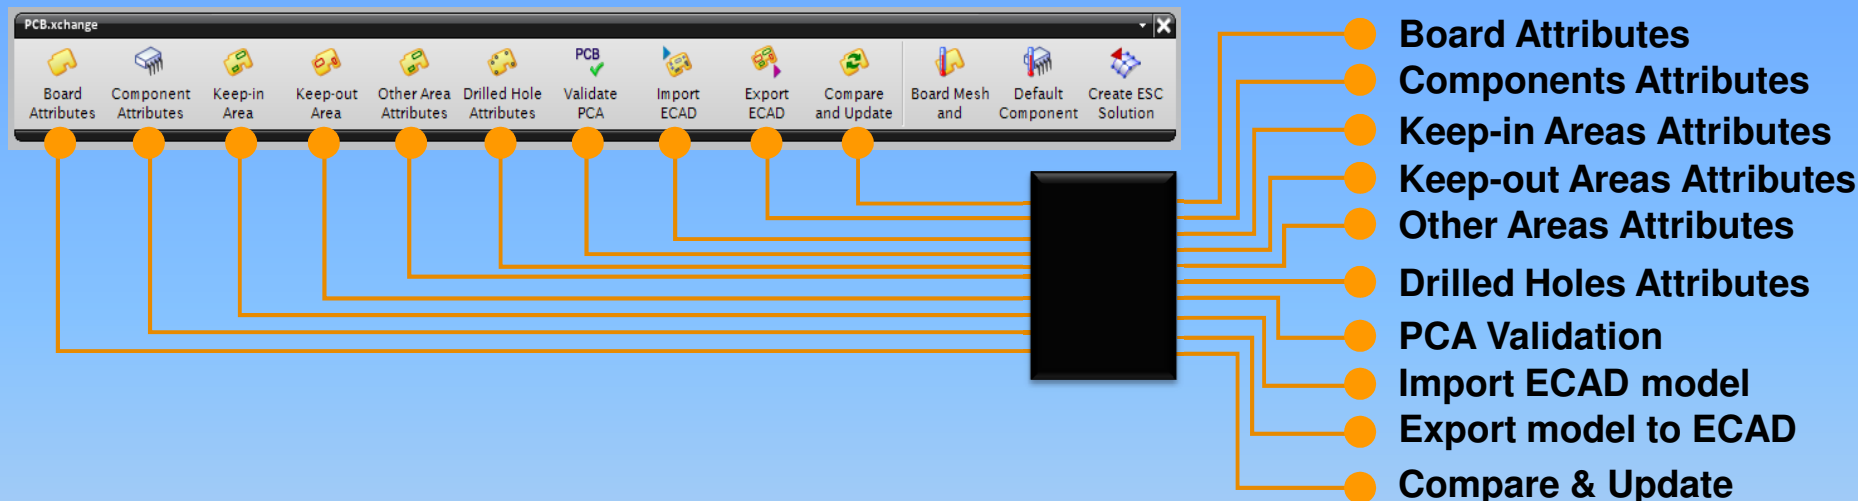 PCB.xchange
Board Attributes
Component Attributes
Keep-in Area
Keep-out Area
Other Area Attributes
Drilled Hole Attributes
PCB
Validate PCA
Import ECAD
Export ECAD
Compare and Update
Board Mesh and
Default Component
Create ESC Solution
Board Attributes
Components Attributes
Keep-in Areas Attributes
Keep-out Areas Attributes
Other Areas Attributes
Drilled Holes Attributes
PCA Validation
Import ECAD model
Export model to ECAD
Compare & Update